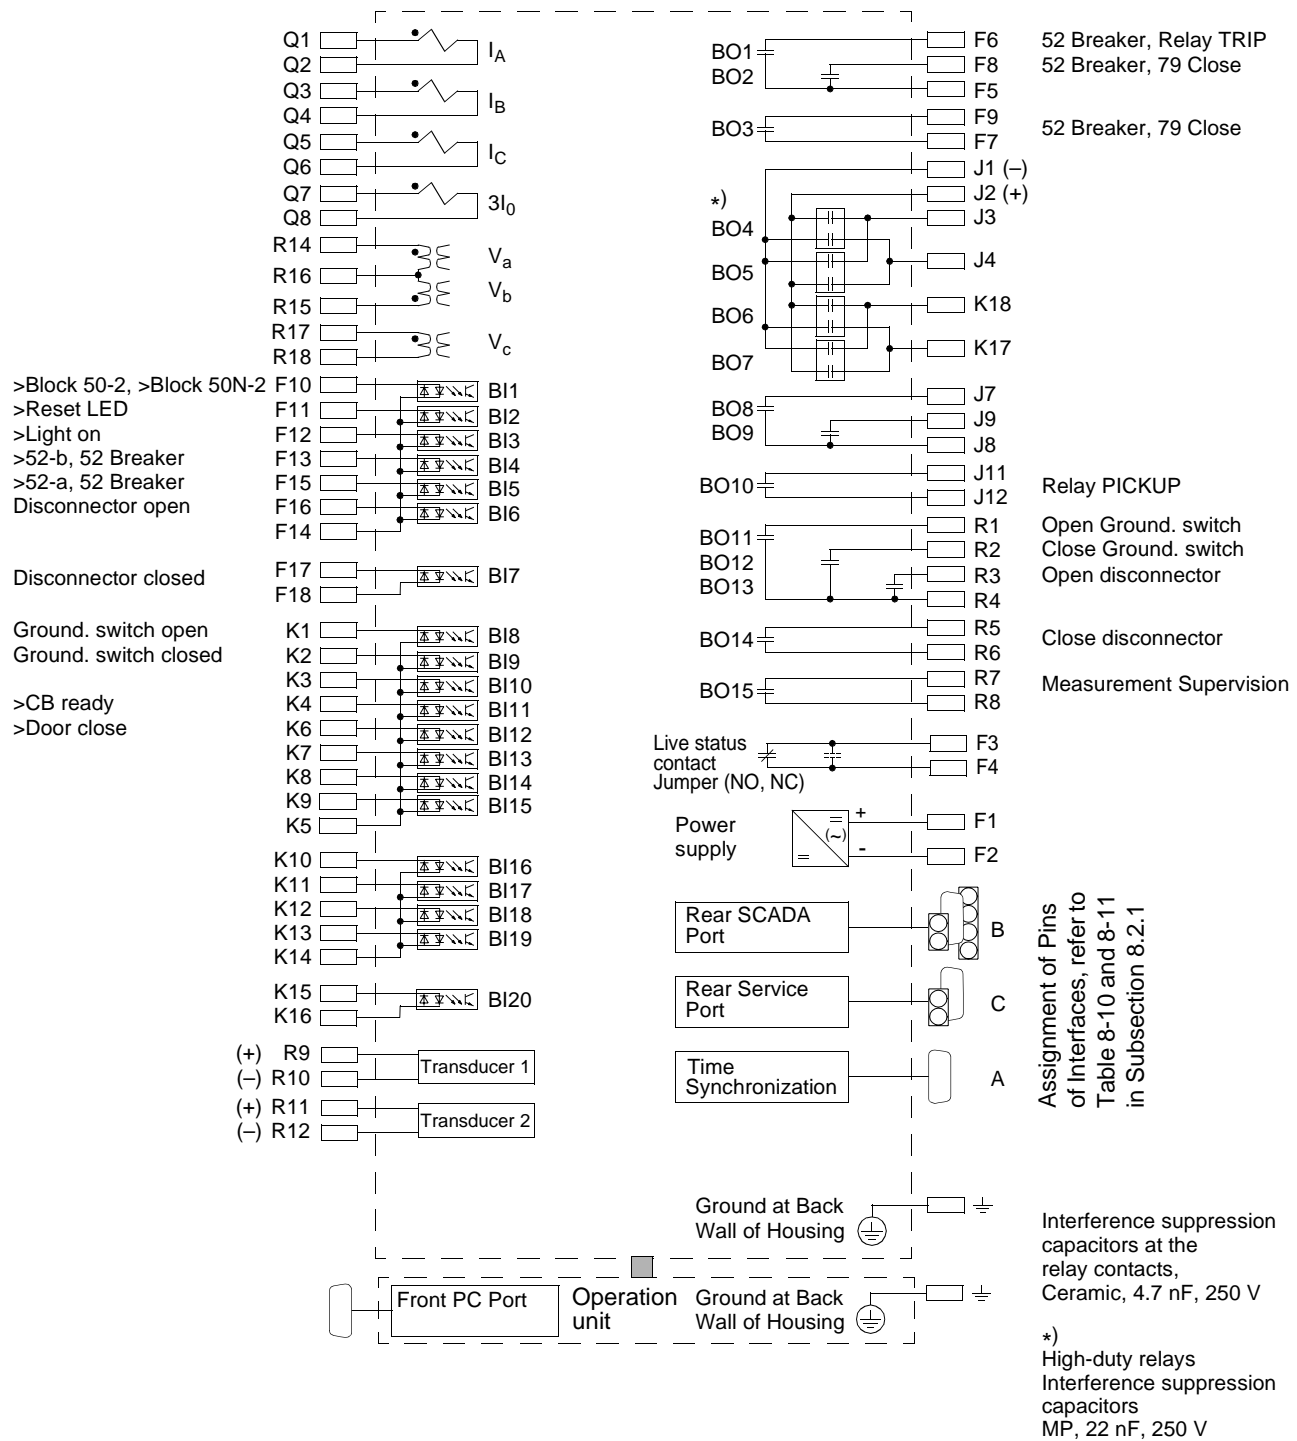 Q1
Q2
IA
Q3
Q4
IB
Q5
Q6
IC
Q7
Q8
3I0
R14
R16
R15
Va
Vb
R17
R18
Vc
>Block 50-2, >Block 50N-2 F10 BI1
>Reset LED F11 BI2
>Light on F12 BI3
>52-b, 52 Breaker F13 BI4
>52-a, 52 Breaker F15 BI5
Disconnector open F16 BI6
F14
Disconnector closed F17 BI7
F18
Ground. switch open K1 BI8
Ground. switch closed K2 BI9
K3 BI10
>CB ready K4 BI11
>Door close K6 BI12
K7 BI13
K8 BI14
K9 BI15
K5
K10 BI16
K11 BI17
K12 BI18
K13 BI19
K14
K15 BI20
K16
(+) R9
(–) R10
Transducer 1
(+) R11
(–) R12
Transducer 2
BO1 F6 52 Breaker, Relay TRIP
BO2 F8 52 Breaker, 79 Close
F5
BO3 F9 52 Breaker, 79 Close
F7
J1 (–)
J2 (+)
*)
J3
BO4
J4
BO5
K18
BO6
K17
BO7
J7
BO8
J9
BO9
J8
J11
BO10 Relay PICKUP
J12
R1 Open Ground. switch
BO11
R2 Close Ground. switch
BO12
R3 Open disconnector
BO13
R4
R5
BO14 Close disconnector
R6
R7 Measurement Supervision
BO15
R8
Live status F3
contact F4
Jumper (NO, NC)
Power
supply
= (~) =
+ F1
- F2
Rear SCADA
Port
B
Rear Service
Port
C
Time
Synchronization
A
Assignment of Pins
of Interfaces, refer to
Table 8-10 and 8-11
in Subsection 8.2.1
Ground at Back
Wall of Housing
Front PC Port
Operation
unit
Ground at Back
Wall of Housing
Interference suppression
capacitors at the
relay contacts,
Ceramic, 4.7 nF, 250 V
*)
High-duty relays
Interference suppression
capacitors
MP, 22 nF, 250 V